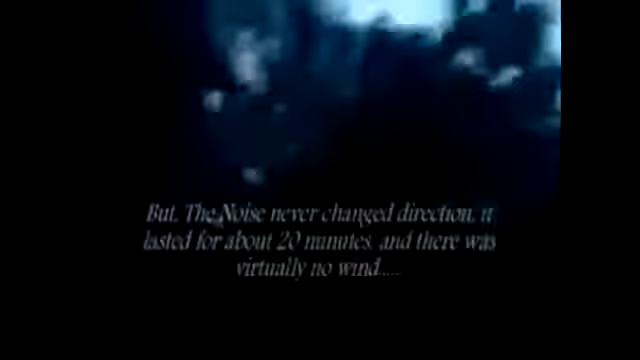 But, The Noise never changed direction, it
lasted for about 20 minutes, and there was
virtually no wind.....